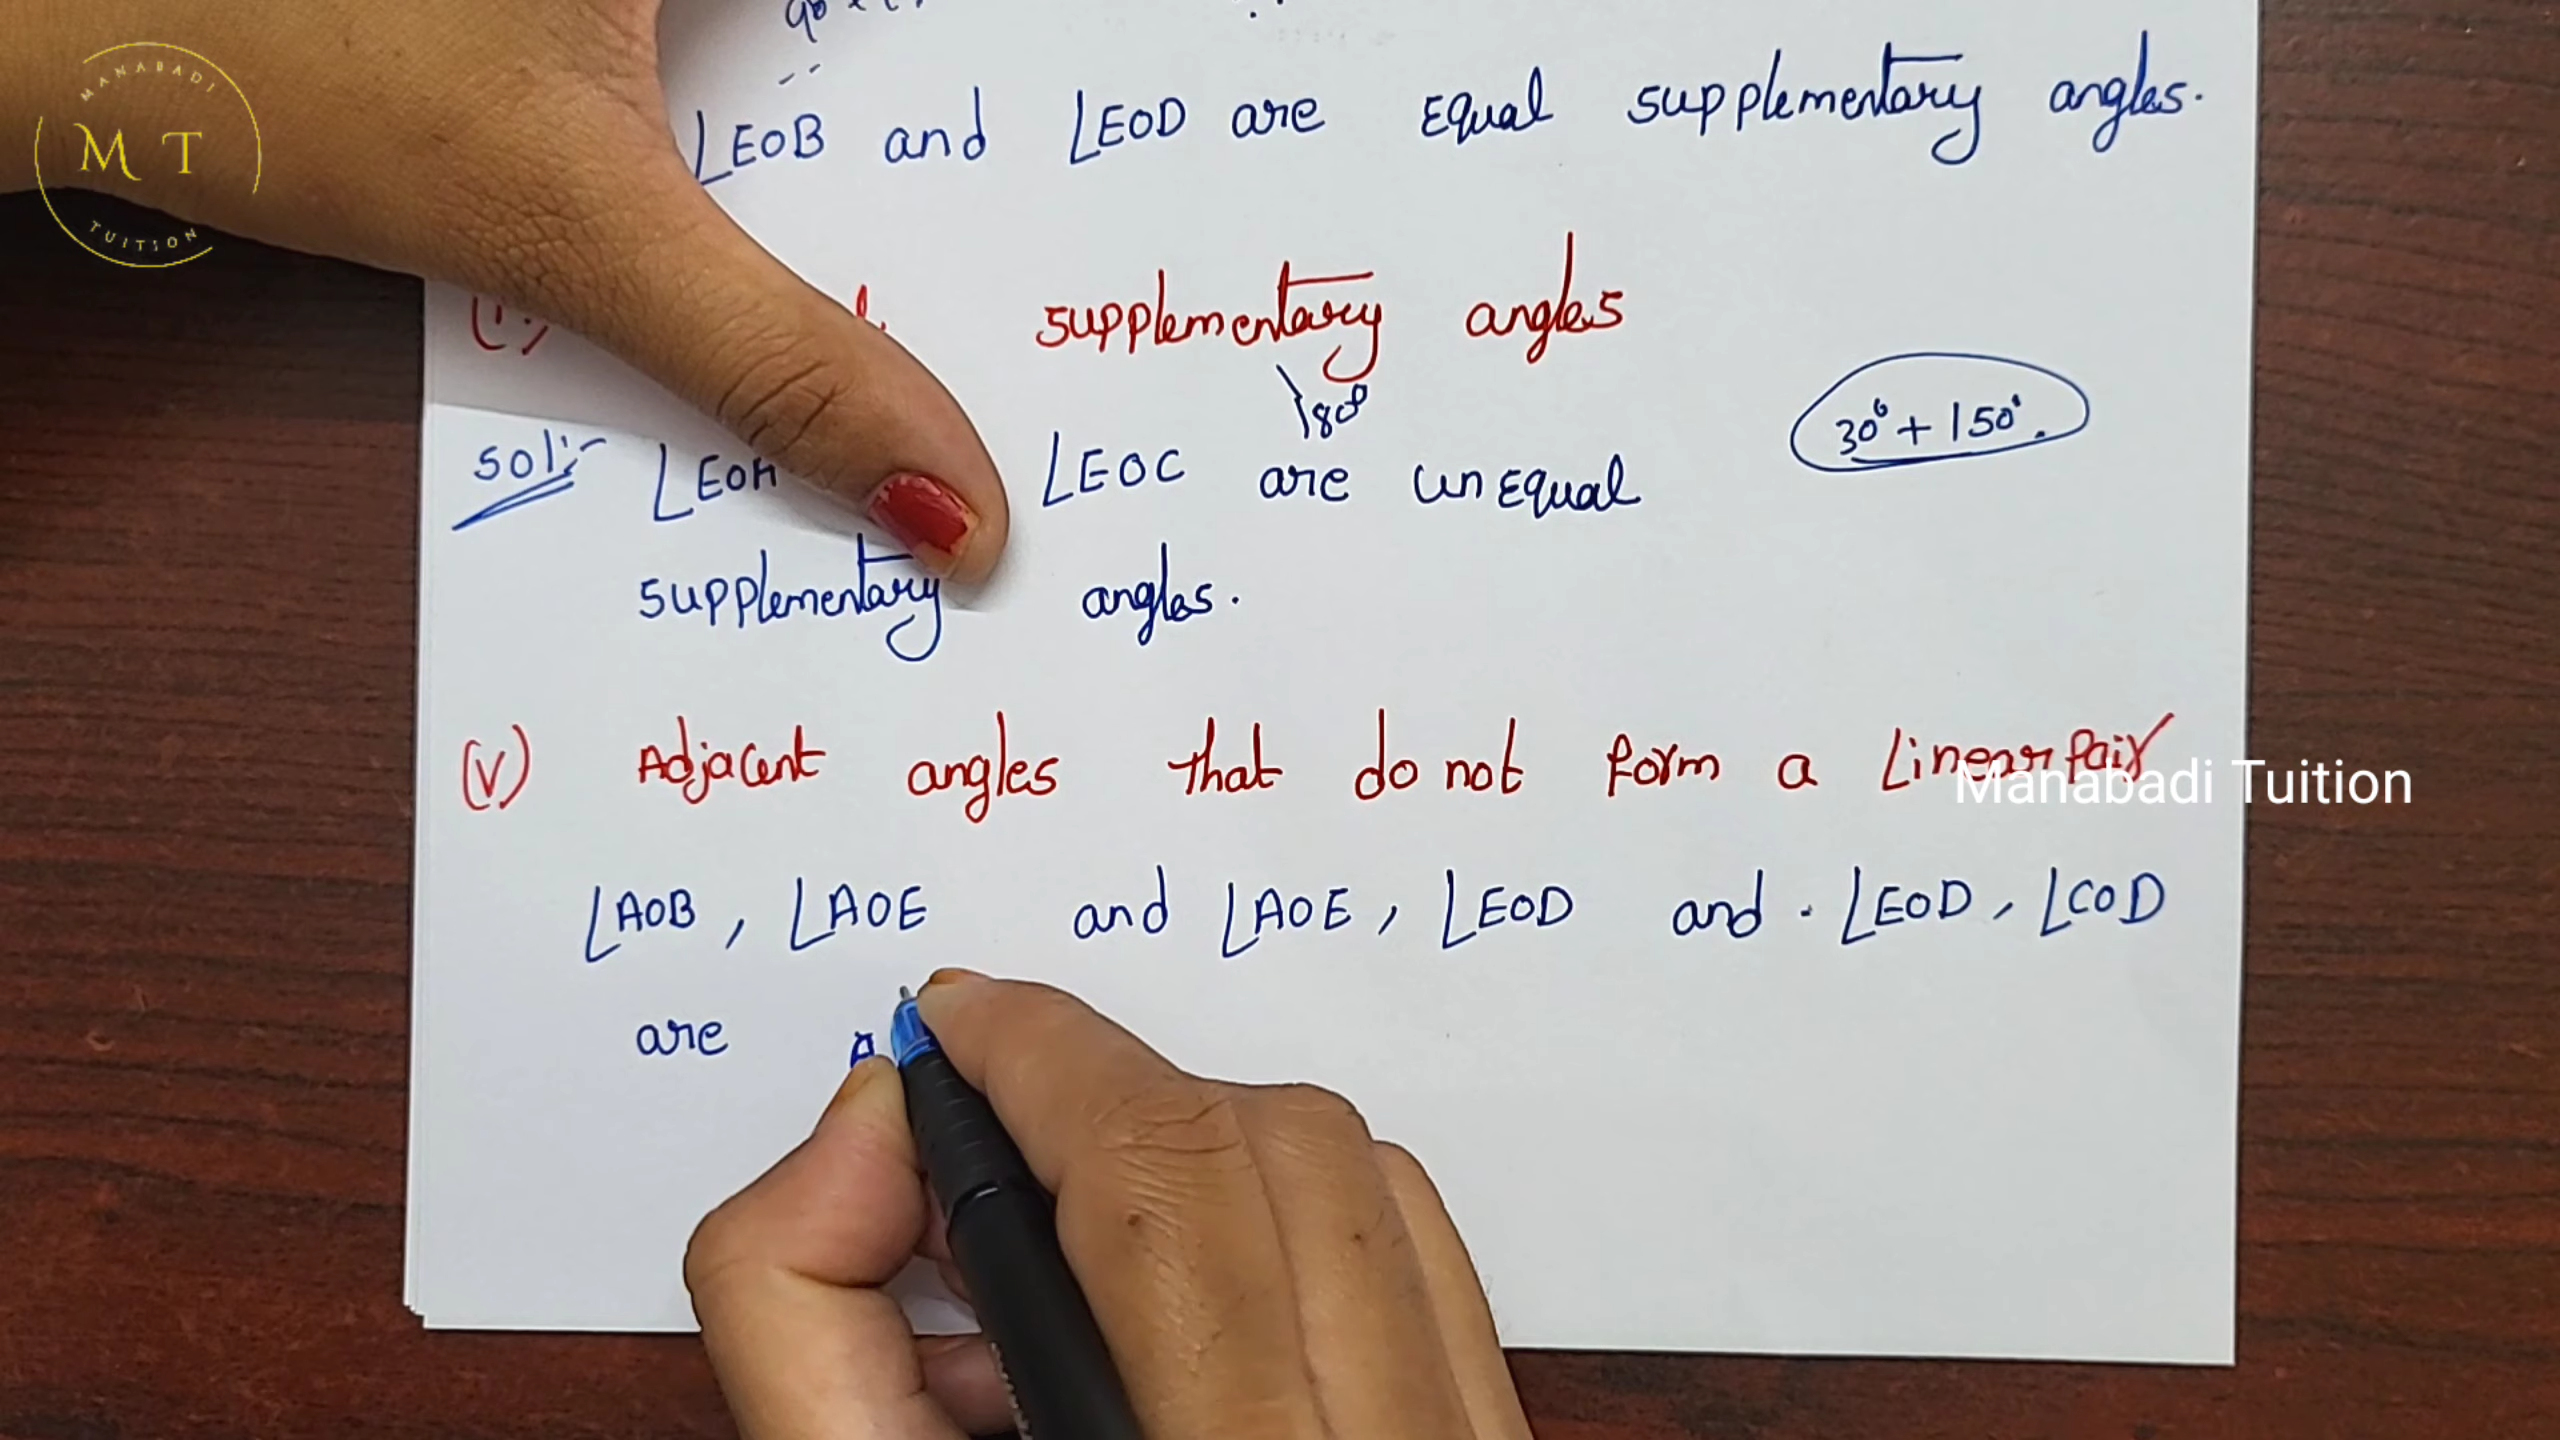 MANABADI
M T
TUITION
∠EOB and ∠EOD are Equal supplementary angles.
supplementary angles
180°
30° + 150°.
Sol:- ∠EOA ∠EOC are unEqual
supplementary angles.
(V) Adjacent angles that do not form a Linear Pair
Manabadi Tuition
∠AOB, ∠AOE and ∠AOE, ∠EOD and . ∠EOD, ∠COD
are A